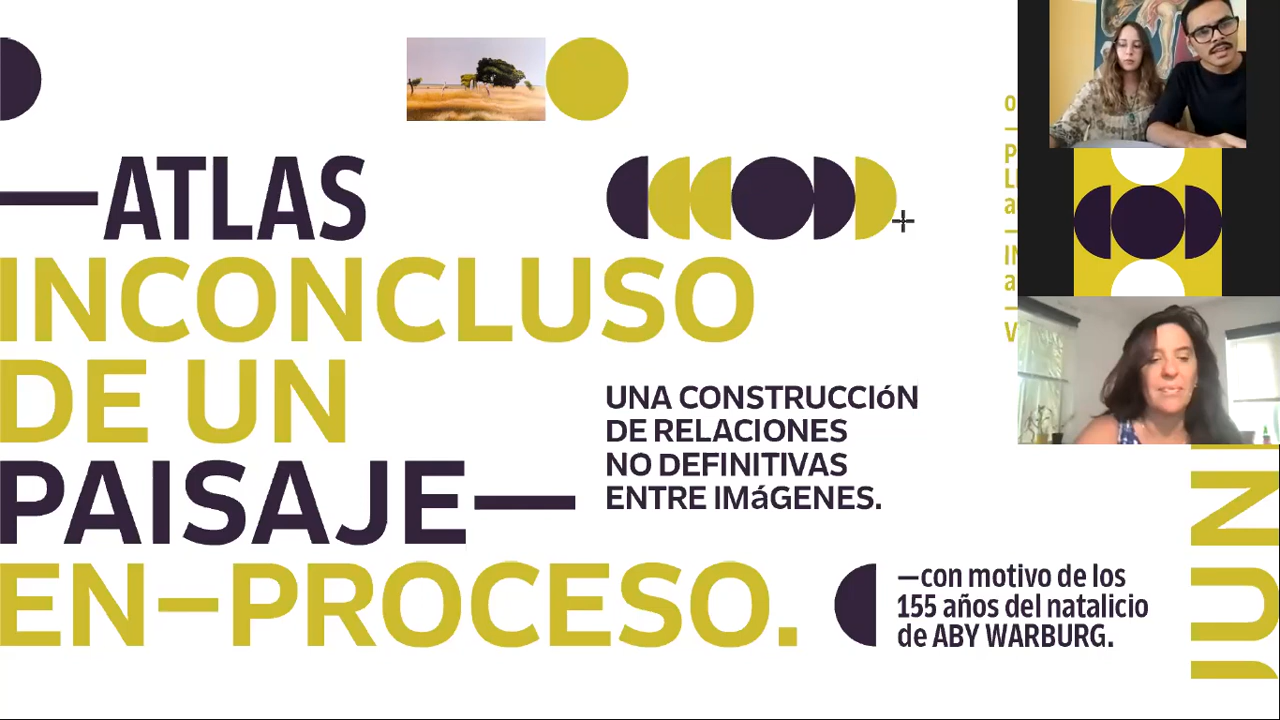 —ATLAS
INCONCLUSO
DE UN
PAISAJE—
EN—PROCESO.
UNA CONSTRUCCIóN
DE RELACIONES
NO DEFINITIVAS
ENTRE IMáGENES.
—con motivo de los
155 años del natalicio
de ABY WARBURG.